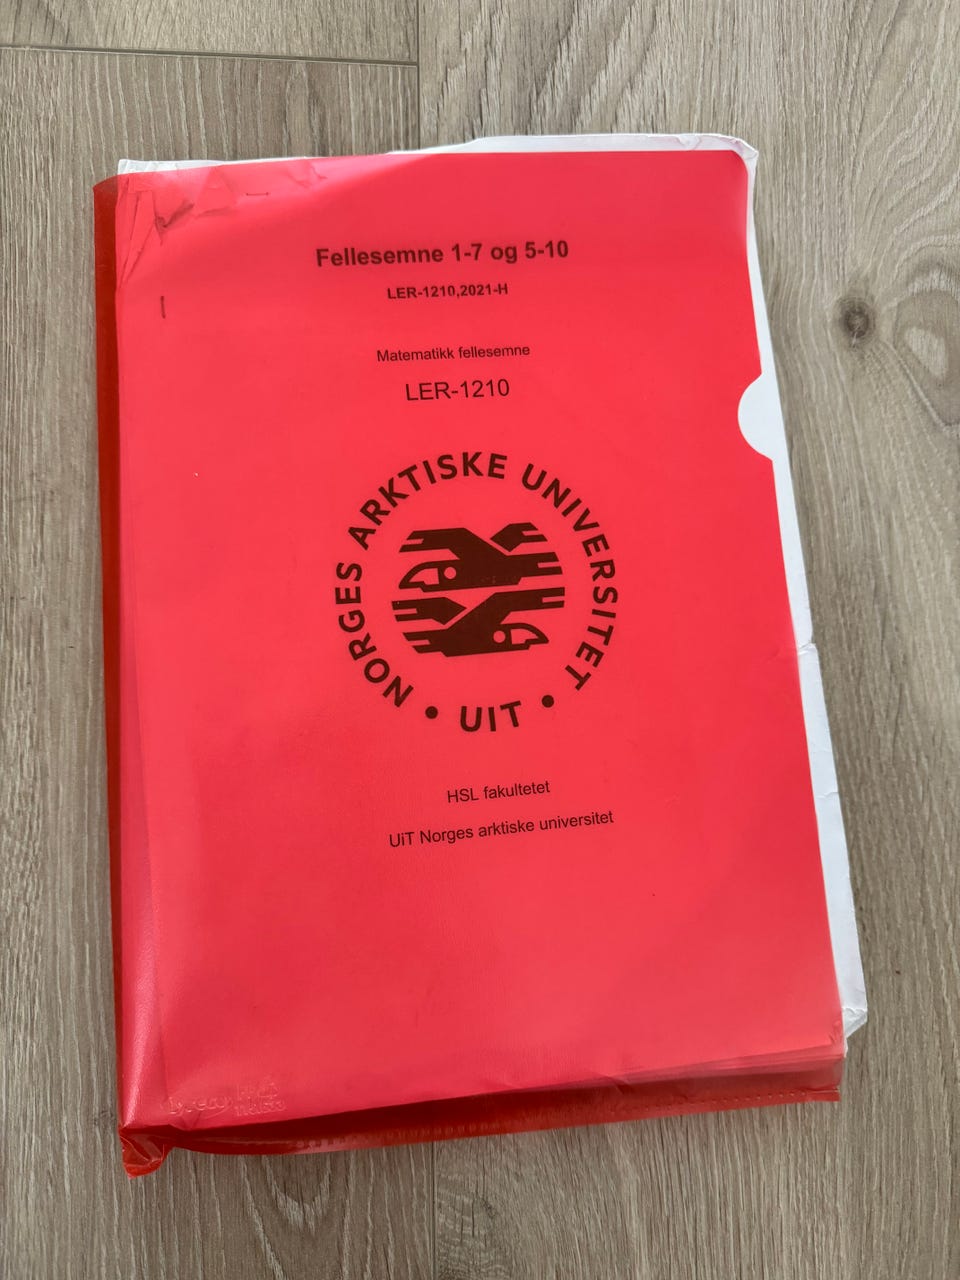 Fellesemne 1-7 og 5-10
LER-1210,2021-H
Matematikk fellesemne
LER-1210
NORGES ARKTISKE UNIVERSITET
• UIT •
HSL fakultetet
UiT Norges arktiske universitet